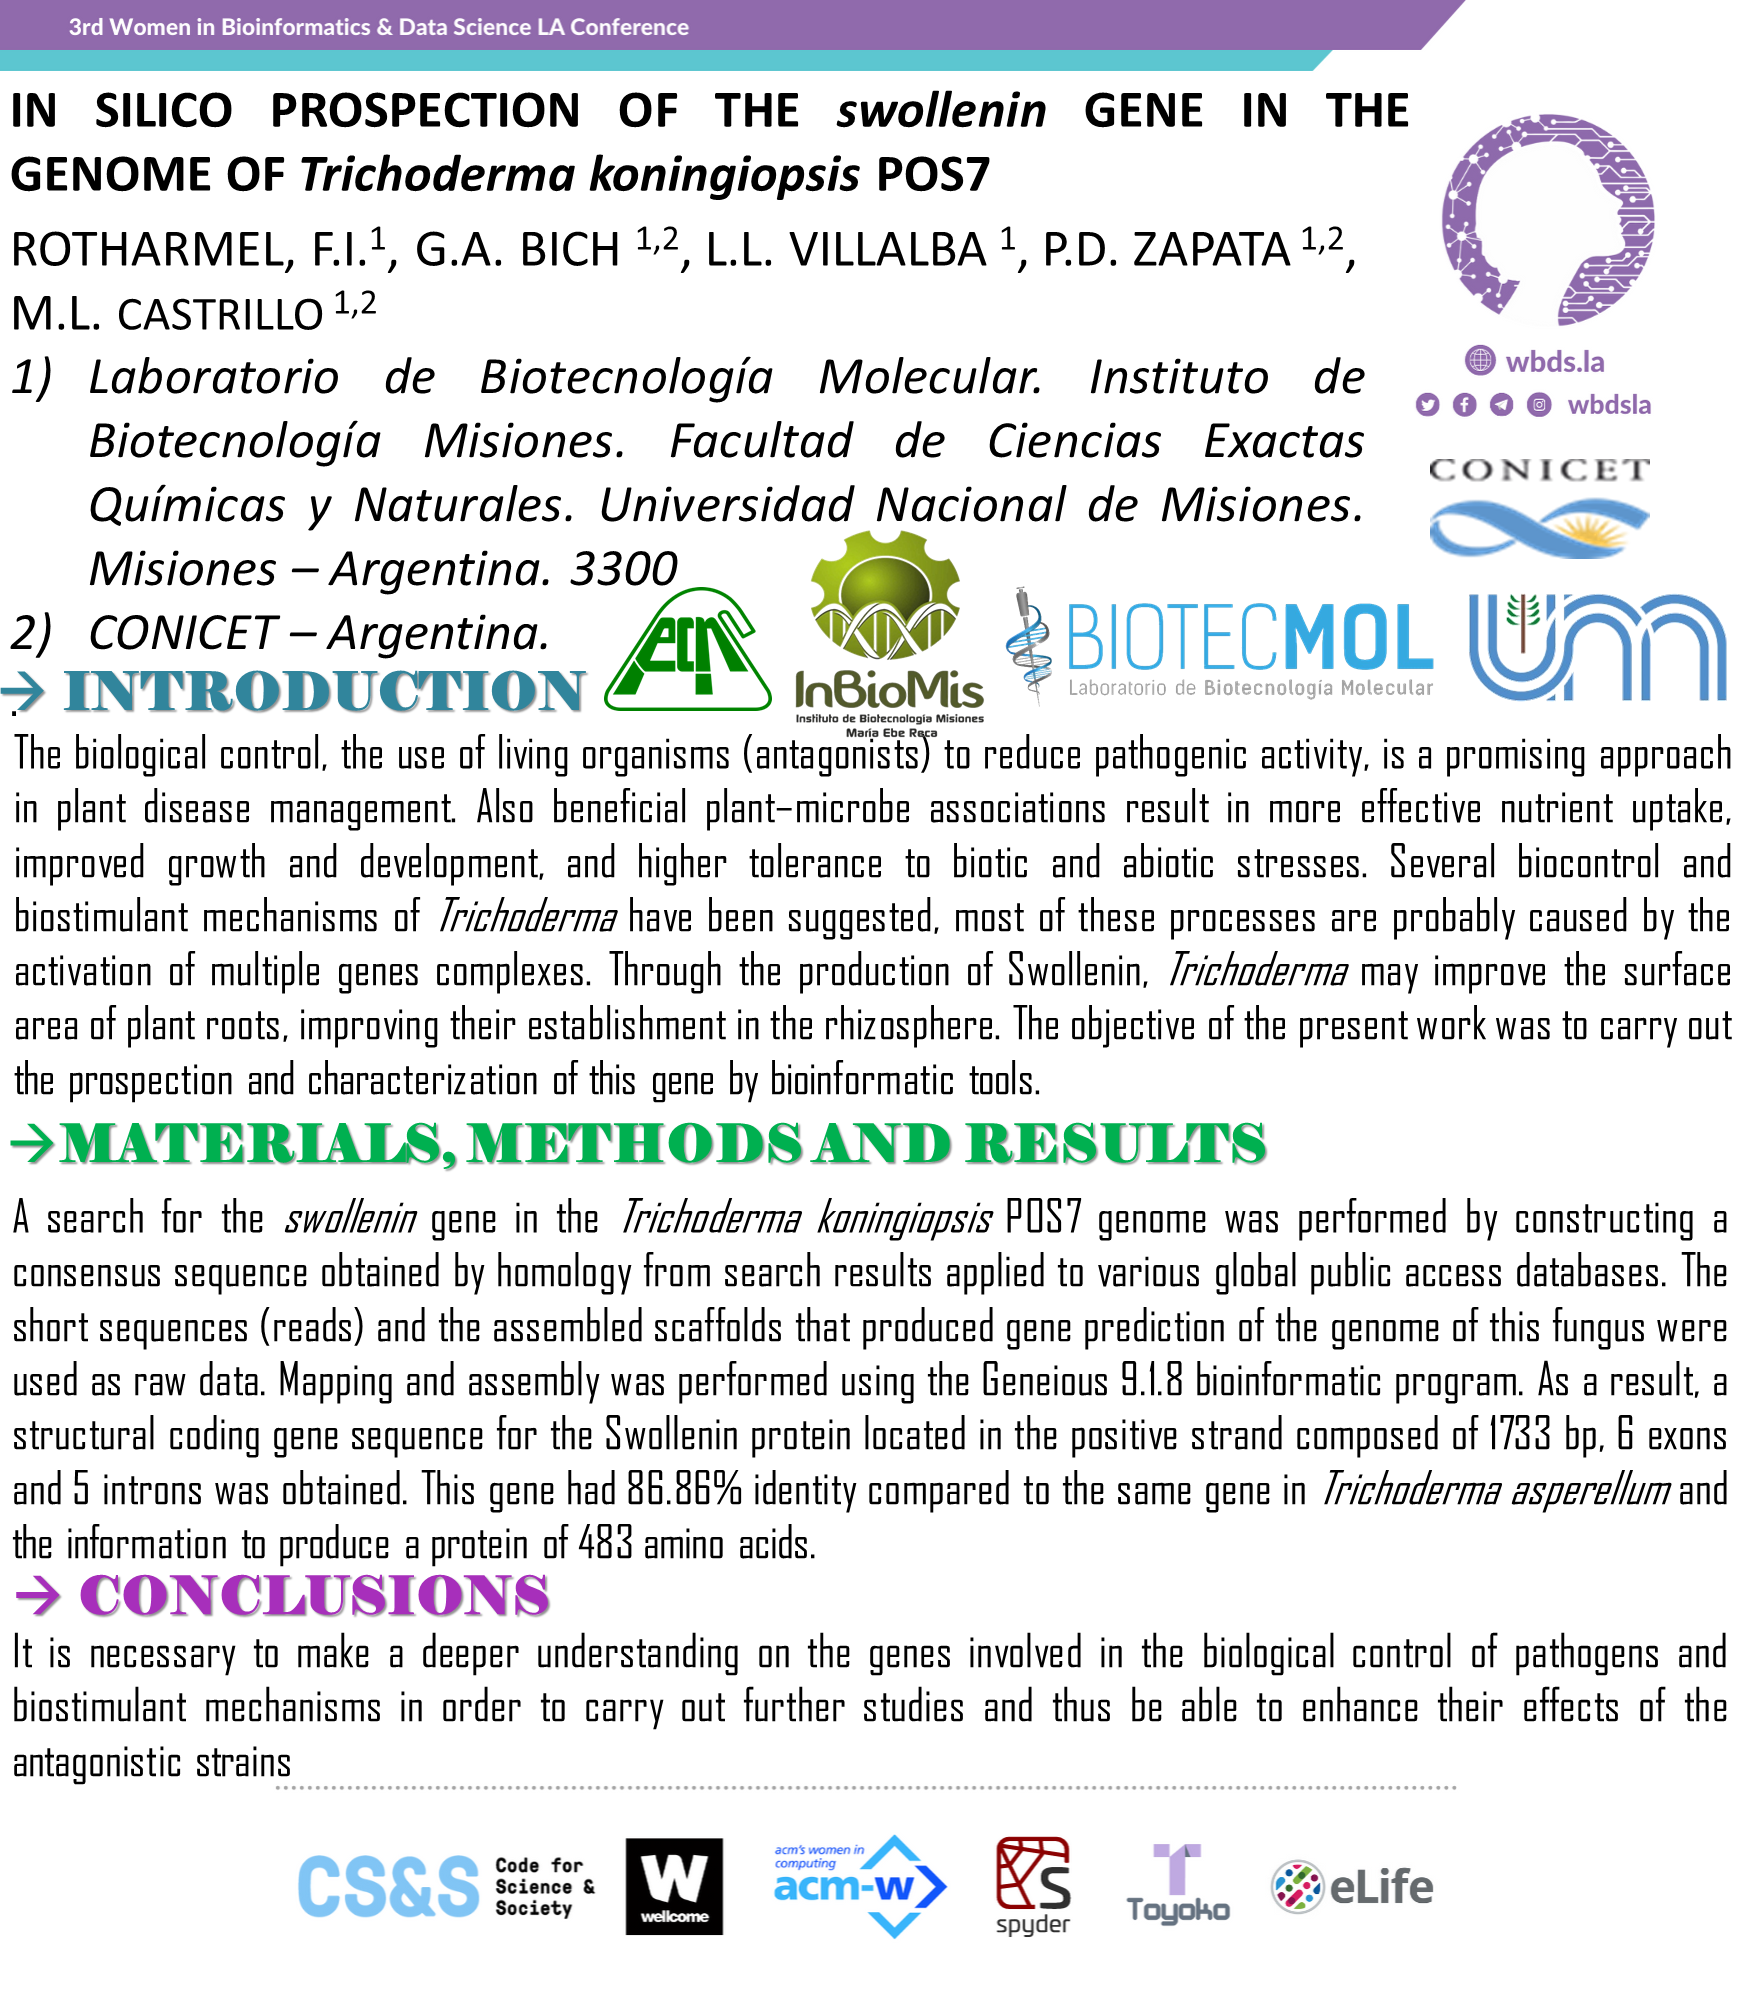 3rd Women in Bioinformatics & Data Science LA Conference
IN SILICO PROSPECTION OF THE swollenin GENE IN THE
GENOME OF Trichoderma koningiopsis POS7
ROTHARMEL, F.I.1, G.A. BICH 1,2, L.L. VILLALBA 1, P.D. ZAPATA 1,2,
M.L. CASTRILLO 1,2
1) Laboratorio de Biotecnología Molecular. Instituto de
Biotecnología Misiones. Facultad de Ciencias Exactas
Químicas y Naturales. Universidad Nacional de Misiones.
Misiones – Argentina. 3300
2) CONICET – Argentina.
wbds.la
wbdsla
CONICET
ecn
InBioMis
Instituto de Biotecnología Misiones
María Ebe Reca
BIOTECMOL
Laboratorio de Biotecnología Molecular
um
→ INTRODUCTION
.
The biological control, the use of living organisms (antagonists) to reduce pathogenic activity, is a promising approach
in plant disease management. Also beneficial plant–microbe associations result in more effective nutrient uptake,
improved growth and development, and higher tolerance to biotic and abiotic stresses. Several biocontrol and
biostimulant mechanisms of Trichoderma have been suggested, most of these processes are probably caused by the
activation of multiple genes complexes. Through the production of Swollenin, Trichoderma may improve the surface
area of plant roots, improving their establishment in the rhizosphere. The objective of the present work was to carry out
the prospection and characterization of this gene by bioinformatic tools.
→MATERIALS, METHODS AND RESULTS
A search for the swollenin gene in the Trichoderma koningiopsis POS7 genome was performed by constructing a
consensus sequence obtained by homology from search results applied to various global public access databases. The
short sequences (reads) and the assembled scaffolds that produced gene prediction of the genome of this fungus were
used as raw data. Mapping and assembly was performed using the Geneious 9.1.8 bioinformatic program. As a result, a
structural coding gene sequence for the Swollenin protein located in the positive strand composed of 1733 bp, 6 exons
and 5 introns was obtained. This gene had 86.86% identity compared to the same gene in Trichoderma asperellum and
the information to produce a protein of 483 amino acids.
→ CONCLUSIONS
It is necessary to make a deeper understanding on the genes involved in the biological control of pathogens and
biostimulant mechanisms in order to carry out further studies and thus be able to enhance their effects of the
antagonistic strains
CS&S
Code for
Science &
Society
W
wellcome
acm's women in
computing
acm-w
S
spyder
Toyoko
eLife